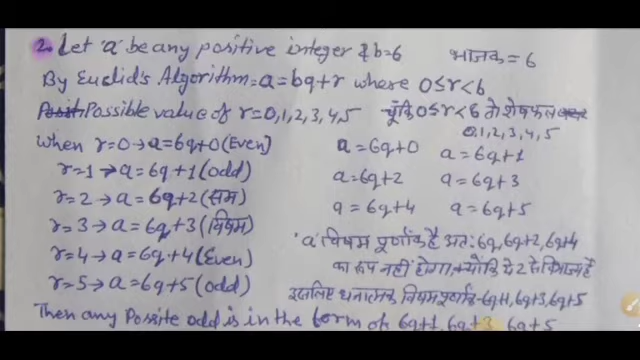 2. Let 'a' be any positive integer & b=6 भाजक = 6
By Euclid's Algorithm = a = bq+r where 0≤r<b
Possible value of r=0,1,2,3,4,5 चूँकि 0≤r<6 तो शेषफल
0,1,2,3,4,5
When r=0→a=6q+0(Even) a=6q+0 a=6q+1
r=1→a=6q+1(odd)
r=2→a=6q+2(सम) a=6q+2 a=6q+3
r=3→a=6q+3(विषम) a=6q+4 a=6q+5
r=4→a=6q+4(Even) 'a' विषम पूर्णांक है अतः 6q, 6q+2, 6q+4
r=5→a=6q+5(odd) का रूप नहीं होगा, क्योंकि ये 2 से विभाज्य हैं
इसलिए धनात्मक विषम पूर्णांक-6q+1,6q+3,6q+5
Then any Possite odd is in the form of 6q+1, 6q+3, 6q+5